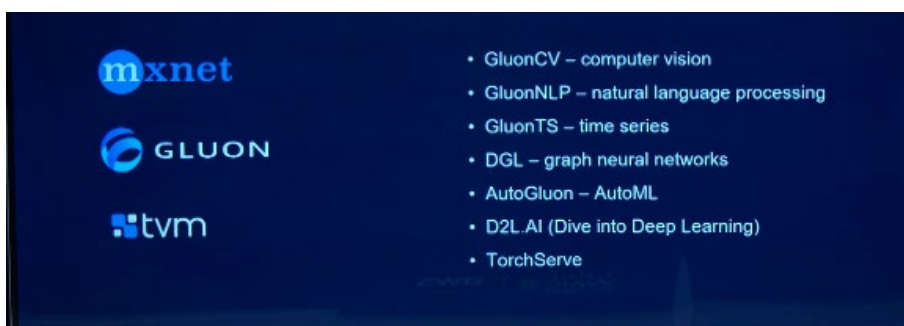 mxnet
GLUON
tvm
• GluonCV – computer vision
• GluonNLP – natural language processing
• GluonTS – time series
• DGL – graph neural networks
• AutoGluon – AutoML
• D2L.AI (Dive into Deep Learning)
• TorchServe